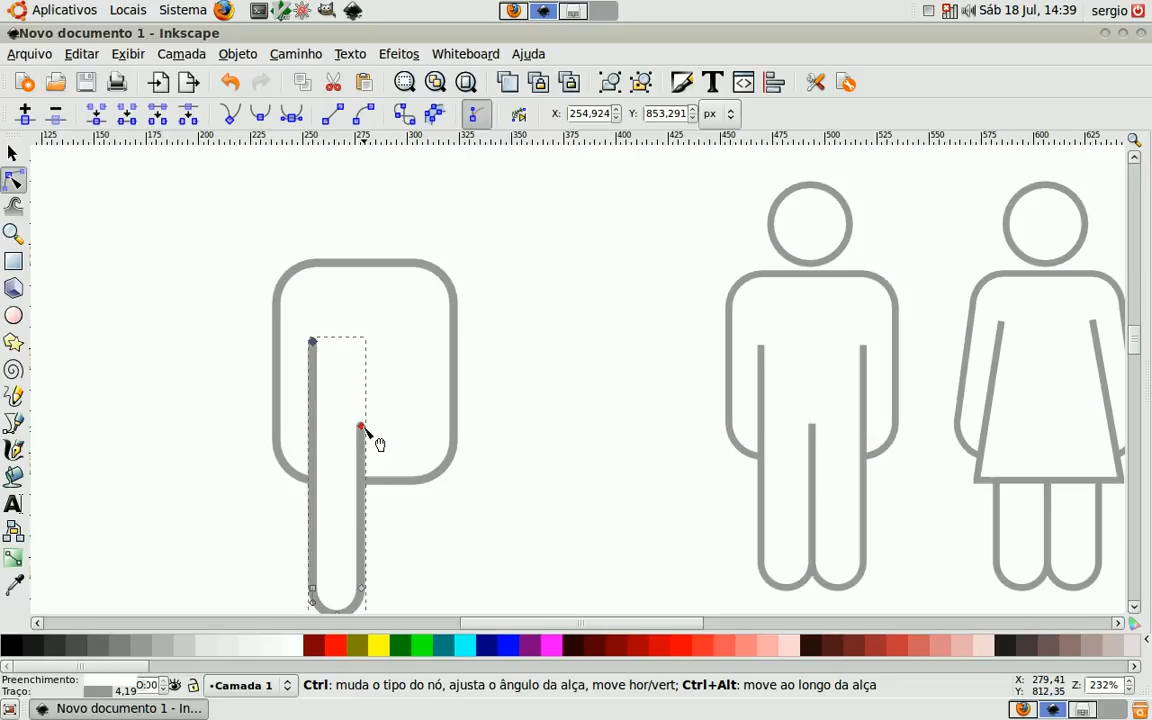 Aplicativos Locais Sistema Sáb 18 Jul, 14:39 sergio
Novo documento 1 - Inkscape
Arquivo Editar Exibir Camada Objeto Caminho Texto Efeitos Whiteboard Ajuda
X: 254,924 Y: 853,291 px
125 150 175 200 225 250 275 300 325 350 375 400 425 450 475 500 525 550 575 600 625
Preenchimento:
Traço: 4,19 •Camada 1 Ctrl: muda o tipo do nó, ajusta o ângulo da alça, move hor/vert; Ctrl+Alt: move ao longo da alça X: 279,41
Y: 812,35 Z: 232%
Novo documento 1 - In...